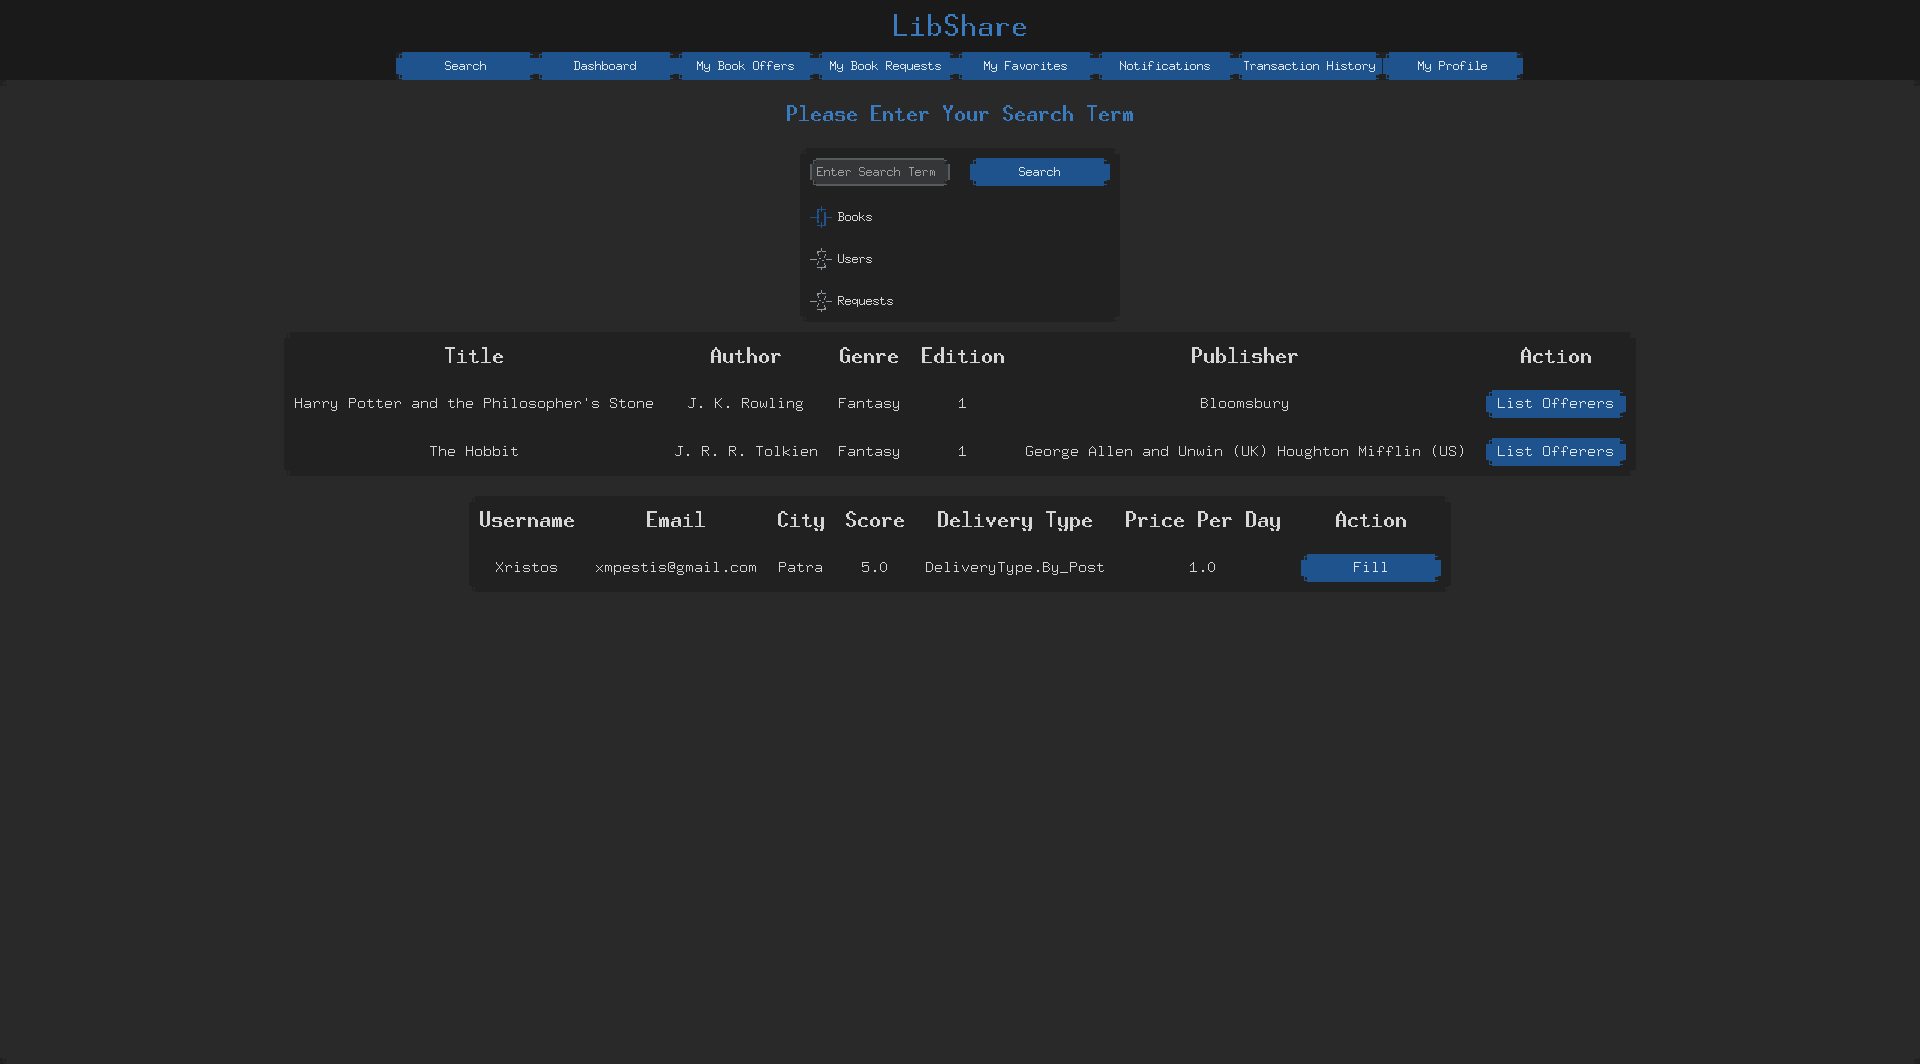 LibShare
Search Dashboard My Book Offers My Book Requests My Favorites Notifications Transaction History My Profile
Please Enter Your Search Term
Enter Search Term Search
Books
Users
Requests
Title Author Genre Edition Publisher Action
Harry Potter and the Philosopher's Stone J. K. Rowling Fantasy 1 Bloomsbury List Offerers
The Hobbit J. R. R. Tolkien Fantasy 1 George Allen and Unwin (UK) Houghton Mifflin (US) List Offerers
Username Email City Score Delivery Type Price Per Day Action
Xristos xmpestis@gmail.com Patra 5.0 DeliveryType.By_Post 1.0 Fill